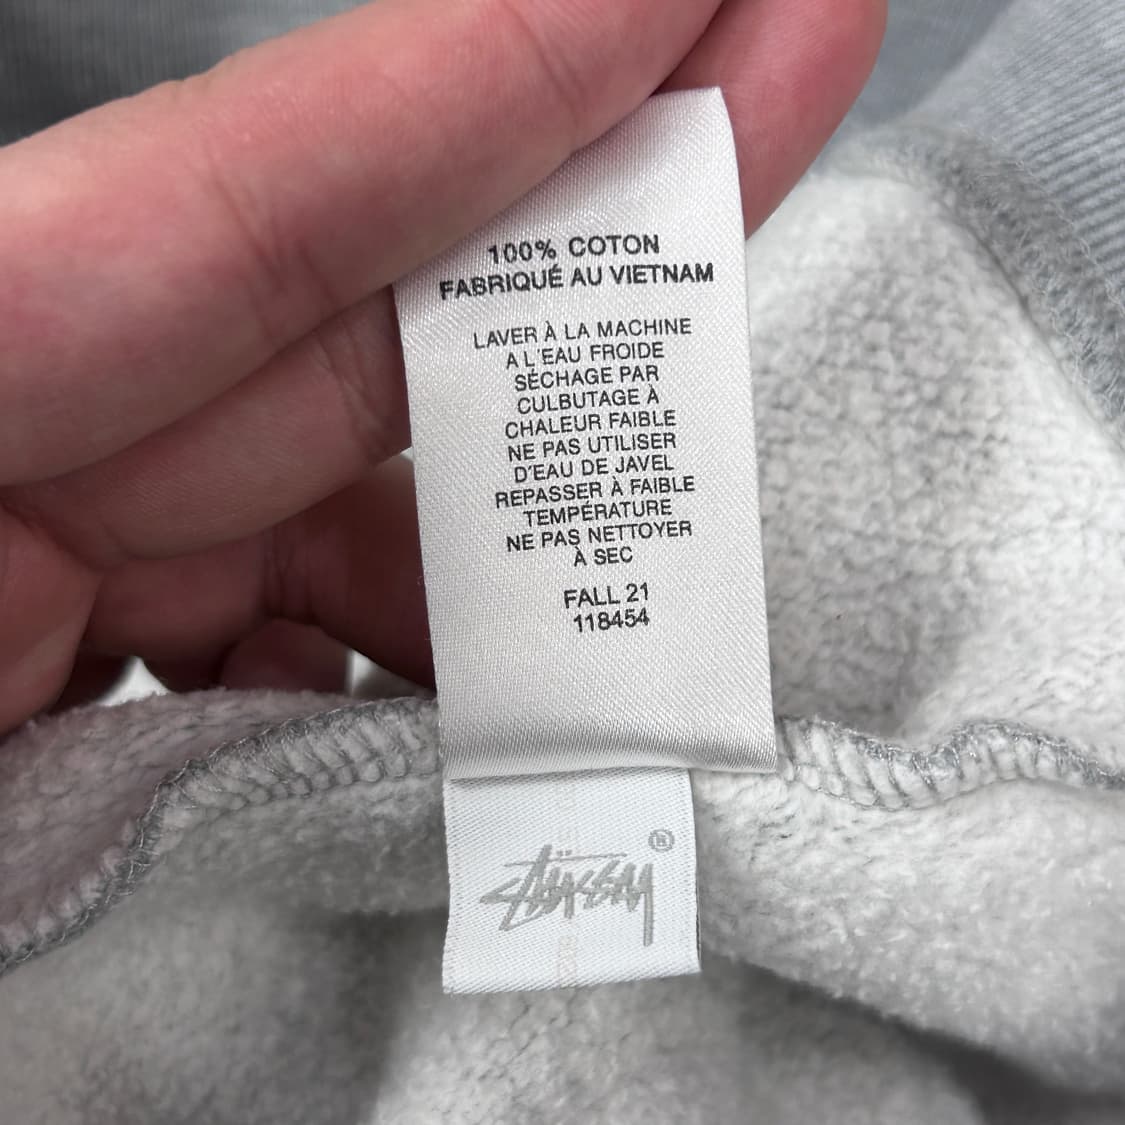 100% COTON
FABRIQUÉ AU VIETNAM
LAVER À LA MACHINE
A L'EAU FROIDE
SÉCHAGE PAR
CULBUTAGE À
CHALEUR FAIBLE
NE PAS UTILISER
D'EAU DE JAVEL
REPASSER À FAIBLE
TEMPÉRATURE
NE PAS NETTOYER
À SEC
FALL 21
118454
STÜSSY ®